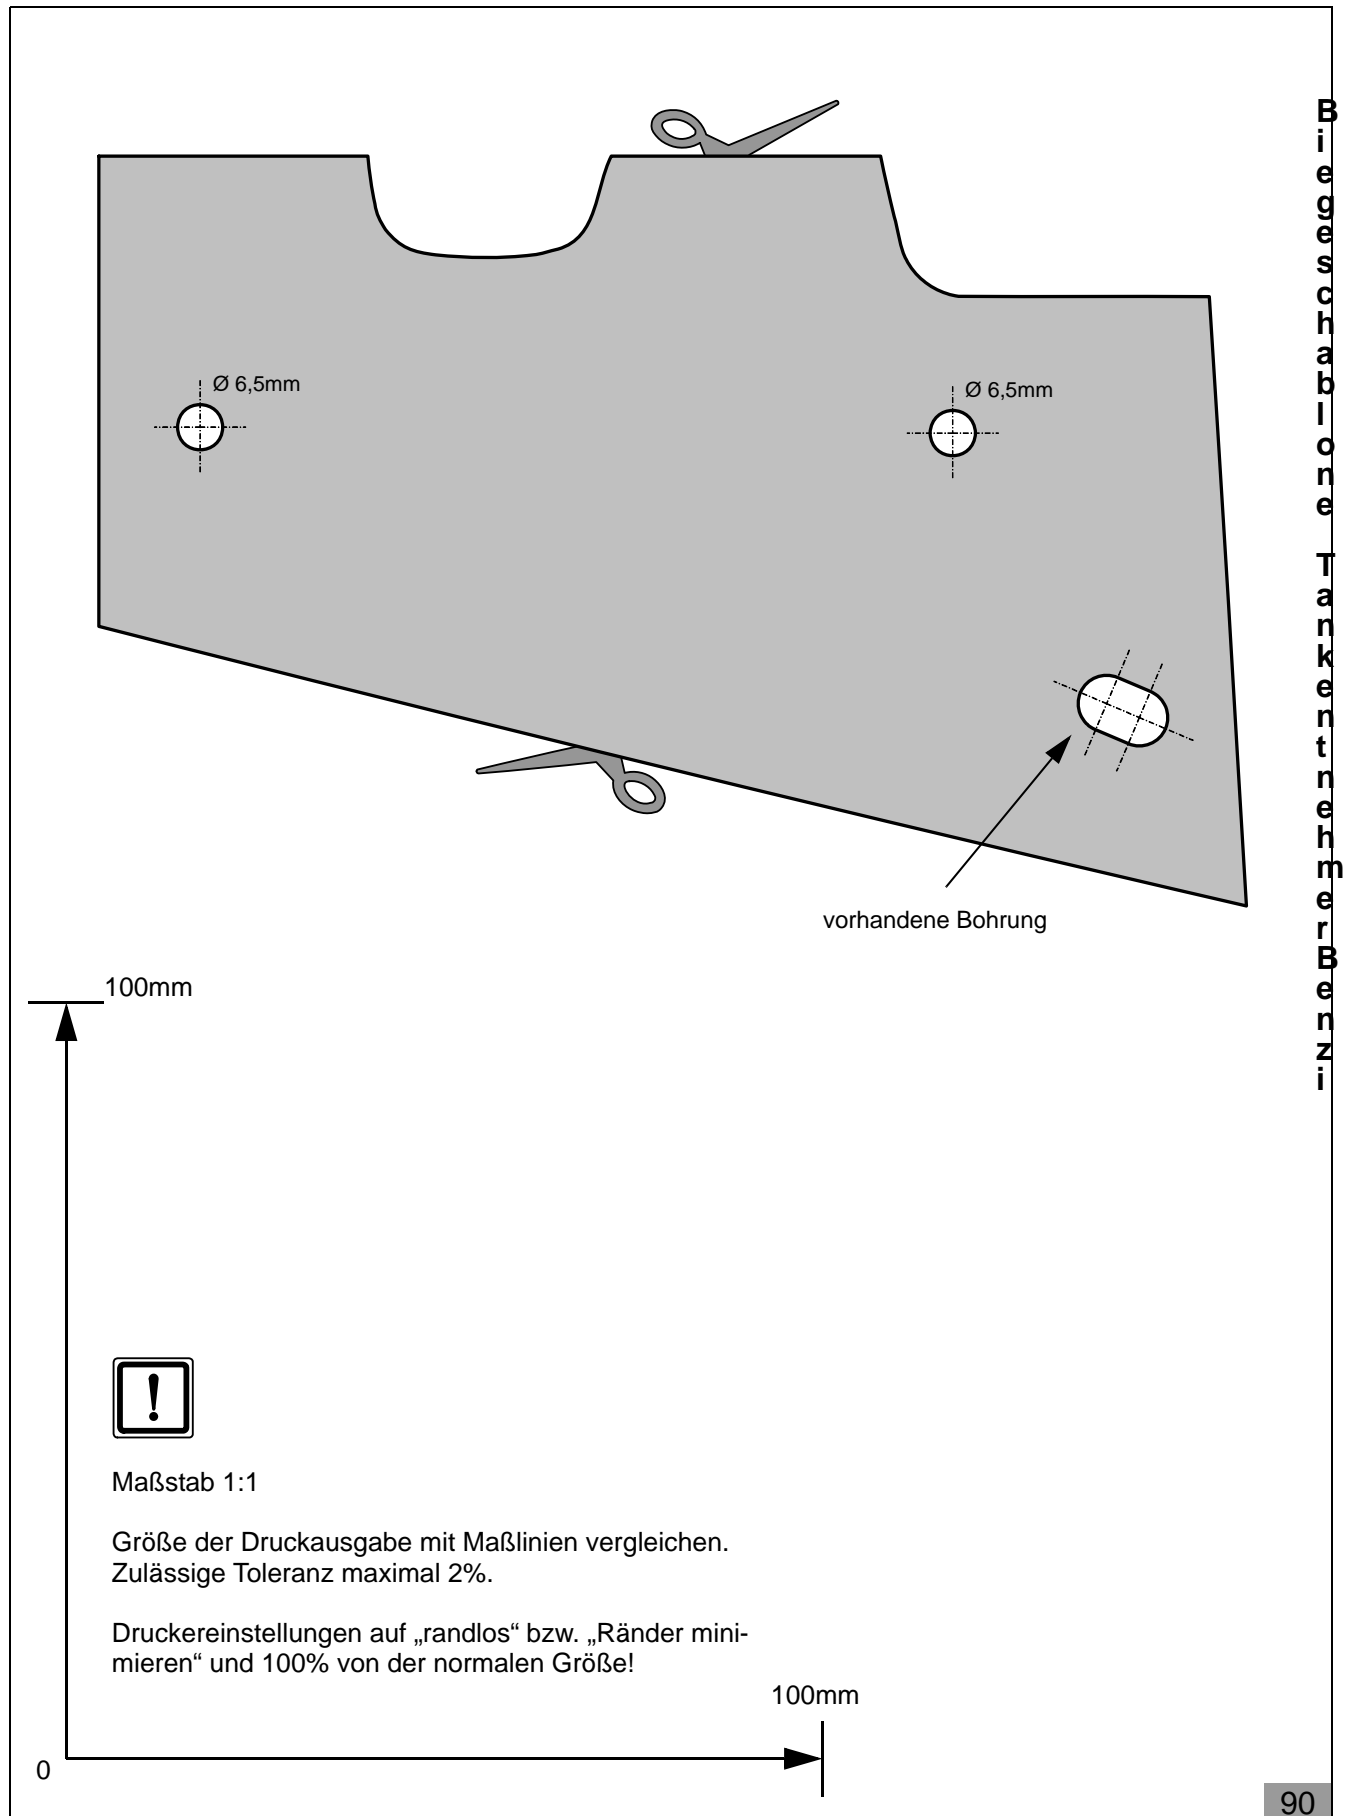 Ø 6,5mm
Ø 6,5mm
vorhandene Bohrung
100mm
!
Maßstab 1:1
Größe der Druckausgabe mit Maßlinien vergleichen.
Zulässige Toleranz maximal 2%.
Druckereinstellungen auf „randlos“ bzw. „Ränder mini-
mieren“ und 100% von der normalen Größe!
100mm
0
Biegeschablone Tankentnehmer Benzi
90